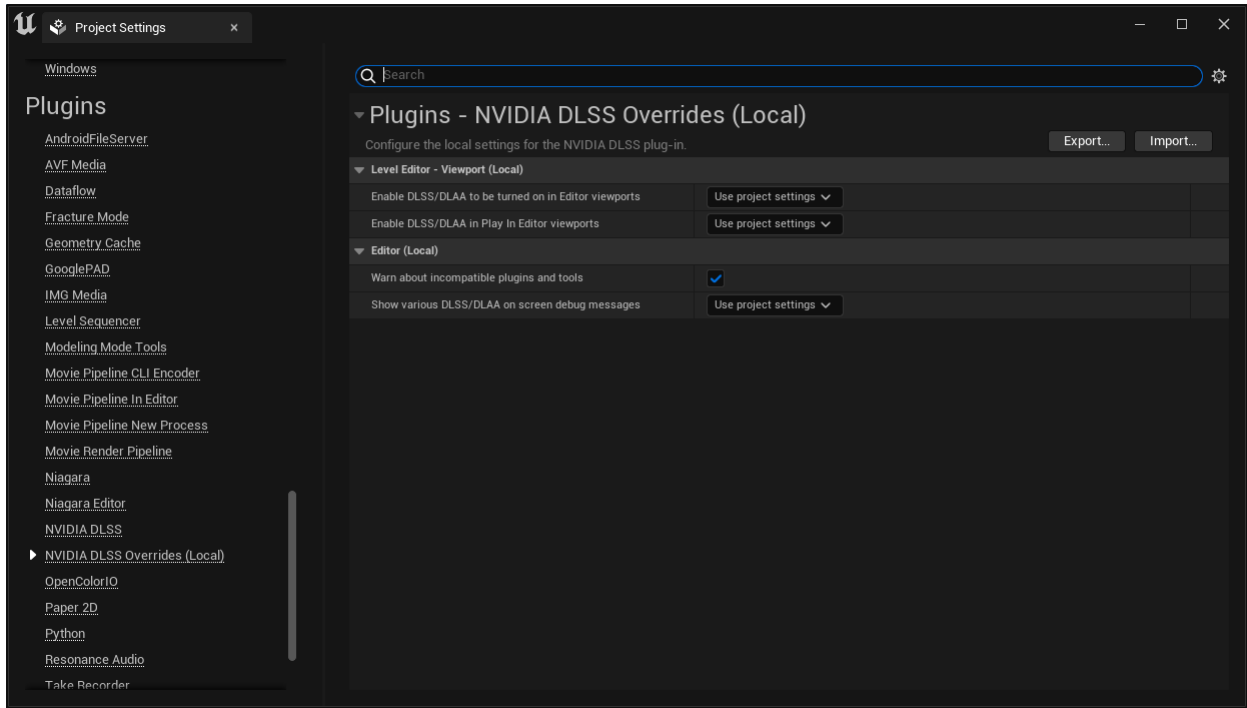 Project Settings
Windows
Plugins
AndroidFileServer
AVF Media
Dataflow
Fracture Mode
Geometry Cache
GooglePAD
IMG Media
Level Sequencer
Modeling Mode Tools
Movie Pipeline CLI Encoder
Movie Pipeline In Editor
Movie Pipeline New Process
Movie Render Pipeline
Niagara
Niagara Editor
NVIDIA DLSS
NVIDIA DLSS Overrides (Local)
OpenColorIO
Paper 2D
Python
Resonance Audio
Take Recorder
Search
Plugins - NVIDIA DLSS Overrides (Local)
Configure the local settings for the NVIDIA DLSS plug-in.
Export... Import...
Level Editor - Viewport (Local)
Enable DLSS/DLAA to be turned on in Editor viewports Use project settings
Enable DLSS/DLAA in Play In Editor viewports Use project settings
Editor (Local)
Warn about incompatible plugins and tools
Show various DLSS/DLAA on screen debug messages Use project settings